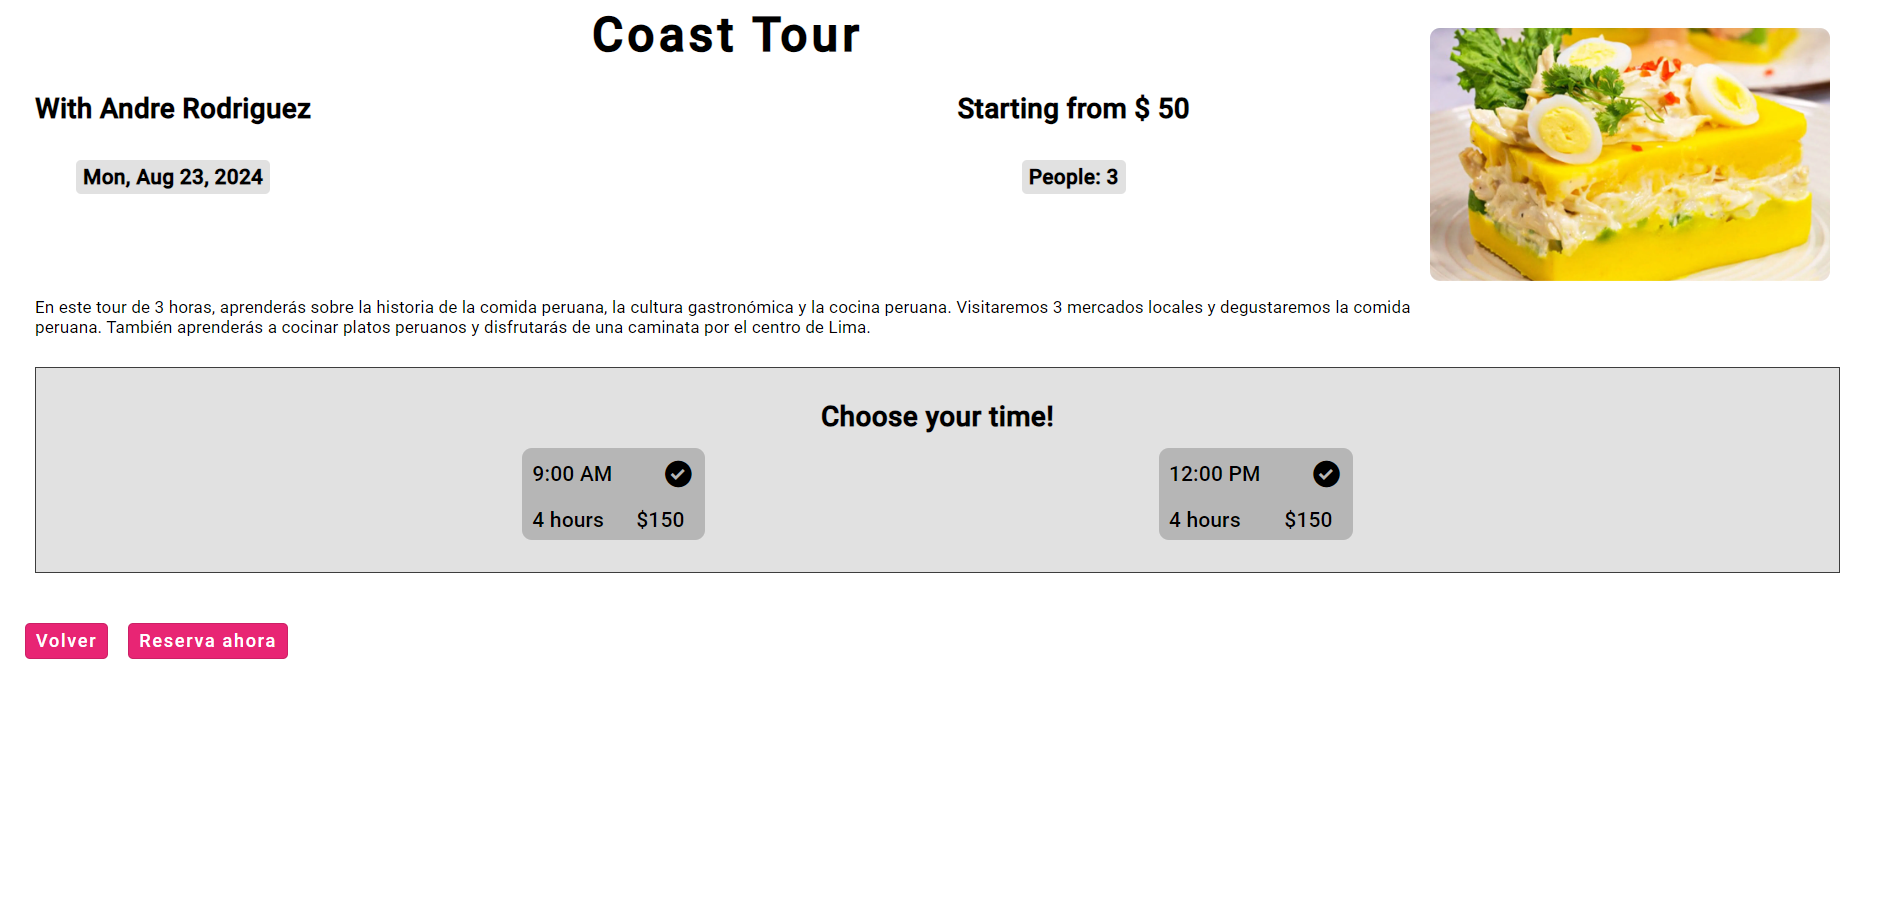 Coast Tour
With Andre Rodriguez
Starting from $ 50
Mon, Aug 23, 2024
People: 3
En este tour de 3 horas, aprenderás sobre la historia de la comida peruana, la cultura gastronómica y la cocina peruana. Visitaremos 3 mercados locales y degustaremos la comida
peruana. También aprenderás a cocinar platos peruanos y disfrutarás de una caminata por el centro de Lima.
Choose your time!
9:00 AM
4 hours $150
12:00 PM
4 hours $150
Volver
Reserva ahora